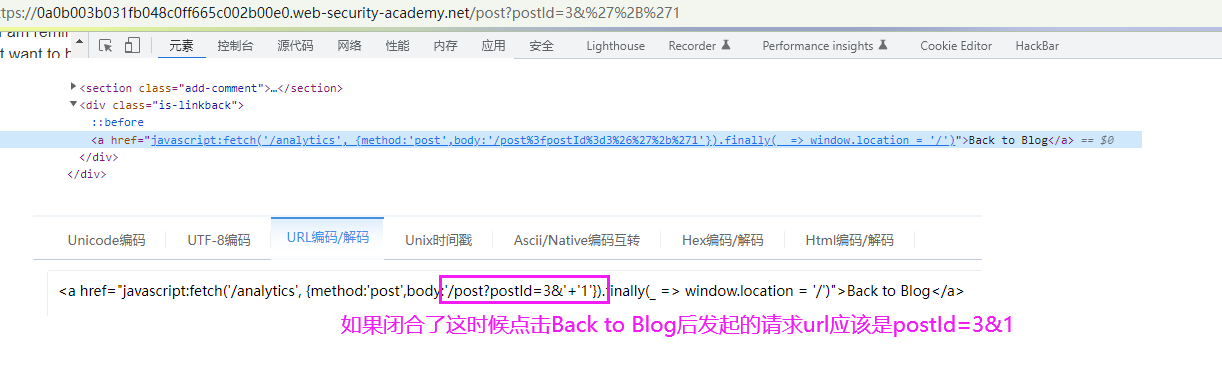 ttps://0a0b003b031fb048c0ff665c002b00e0.web-security-academy.net/post?postId=3&%27%2B%271
t want to h
元素 控制台 源代码 网络 性能 内存 应用 安全 Lighthouse Recorder Performance insights Cookie Editor HackBar
<section class="add-comment">…</section>
<div class="is-linkback">
::before
<a href="javascript:fetch('/analytics', {method:'post',body:'/post%3fpostId%3d3%26%27%2b%271'}).finally(_ => window.location = '/')">Back to Blog</a> == $0
</div>
</div>
Unicode编码 UTF-8编码 URL编码/解码 Unix时间戳 Ascii/Native编码互转 Hex编码/解码 Html编码/解码
<a href="javascript:fetch('/analytics', {method:'post',body:'/post?postId=3&'+'1'}).finally(_ => window.location = '/')">Back to Blog</a>
如果闭合了这时候点击Back to Blog后发起的请求url应该是postId=3&1